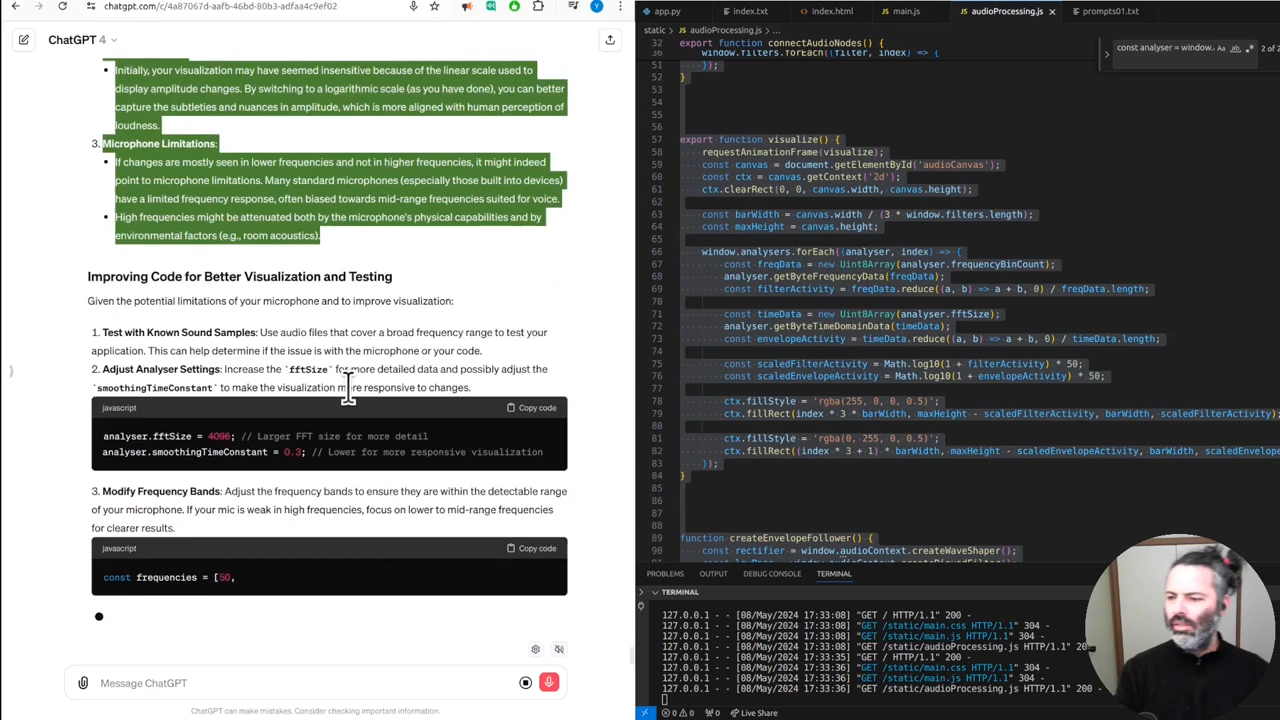 chatgpt.com/c/4a87067d-aafb-46bd-80b3-adfaa4c9ef02
ChatGPT 4
Initially, your visualization may have seemed insensitive because of the linear scale used to
display amplitude changes. By switching to a logarithmic scale (as you have done), you can better
capture the subtleties and nuances in amplitude, which is more aligned with human perception of
loudness.
3. Microphone Limitations:
If changes are mostly seen in lower frequencies and not in higher frequencies, it might indeed
point to microphone limitations. Many standard microphones (especially those built into devices)
have a limited frequency response, often biased towards mid-range frequencies suited for voice.
High frequencies might be attenuated both by the microphone's physical capabilities and by
environmental factors (e.g., room acoustics).
Improving Code for Better Visualization and Testing
Given the potential limitations of your microphone and to improve visualization:
1. Test with Known Sound Samples: Use audio files that cover a broad frequency range to test your
application. This can help determine if the issue is with the microphone or your code.
2. Adjust Analyser Settings: Increase the `fftSize` for more detailed data and possibly adjust the
`smoothingTimeConstant` to make the visualization more responsive to changes.
javascript Copy code
analyser.fftSize = 4096; // Larger FFT size for more detail
analyser.smoothingTimeConstant = 0.3; // Lower for more responsive visualization
3. Modify Frequency Bands: Adjust the frequency bands to ensure they are within the detectable range
of your microphone. If your mic is weak in high frequencies, focus on lower to mid-range frequencies
for clearer results.
javascript Copy code
const frequencies = [50,
Message ChatGPT
ChatGPT can make mistakes. Consider checking important information.
app.py index.txt index.html main.js audioProcessing.js prompts01.txt
static > audioProcessing.js > ...
const analyser = window. 2 of 2
32 export function connectAudioNodes() {
window.filters.forEach((filter, index) => {
51 });
52 }
53
54
55
56
57 export function visualize() {
58 requestAnimationFrame(visualize);
59 const canvas = document.getElementById('audioCanvas');
60 const ctx = canvas.getContext('2d');
61 ctx.clearRect(0, 0, canvas.width, canvas.height);
63 const barWidth = canvas.width / (3 * window.filters.length);
64 const maxHeight = canvas.height;
65
66 window.analysers.forEach((analyser, index) => {
67 const freqData = new Uint8Array(analyser.frequencyBinCount);
68 analyser.getByteFrequencyData(freqData);
69 const filterActivity = freqData.reduce((a, b) => a + b, 0) / freqData.length;
70
71 const timeData = new Uint8Array(analyser.fftSize);
72 analyser.getByteTimeDomainData(timeData);
73 const envelopeActivity = timeData.reduce((a, b) => a + b, 0) / timeData.length;
74
75 const scaledFilterActivity = Math.log10(1 + filterActivity) * 50;
76 const scaledEnvelopeActivity = Math.log10(1 + envelopeActivity) * 50;
78 ctx.fillStyle = 'rgba(255, 0, 0, 0.5)';
79 ctx.fillRect(index * 3 * barWidth, maxHeight - scaledFilterActivity, barWidth, scaledFilterActivity);
81 ctx.fillStyle = 'rgba(0, 255, 0, 0.5)';
82 ctx.fillRect((index * 3 + 1) * barWidth, maxHeight - scaledEnvelopeActivity, barWidth, scaledEnvelope
83 });
84 }
85
86
87
88
89 function createEnvelopeFollower() {
90 const rectifier = window.audioContext.createWaveShaper();
PROBLEMS OUTPUT DEBUG CONSOLE TERMINAL
TERMINAL
127.0.0.1 - - [08/May/2024 17:33:08] "GET / HTTP/1.1" 200 -
127.0.0.1 - - [08/May/2024 17:33:08] "GET /static/main.css HTTP/1.1" 304 -
127.0.0.1 - - [08/May/2024 17:33:08] "GET /static/main.js HTTP/1.1" 304 -
127.0.0.1 - - [08/May/2024 17:33:08] "GET /static/audioProcessing.js HTTP/1.1" 200
127.0.0.1 - - [08/May/2024 17:33:35] "GET / HTTP/1.1" 200 -
127.0.0.1 - - [08/May/2024 17:33:36] "GET /static/main.css HTTP/1.1" 304 -
127.0.0.1 - - [08/May/2024 17:33:36] "GET /static/main.js HTTP/1.1" 304 -
127.0.0.1 - - [08/May/2024 17:33:36] "GET /static/audioProcessing.js HTTP/1.1" 200 -
0 0 0 Live Share